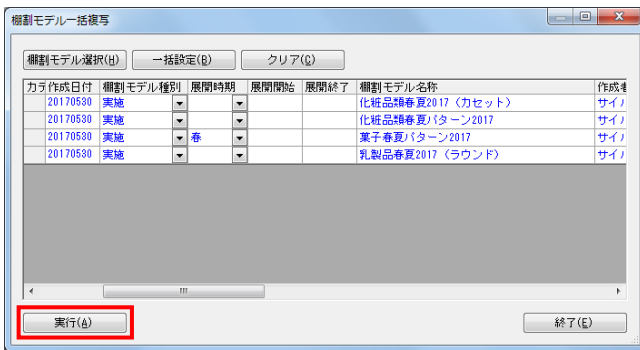 棚割モデル一括複写
棚割モデル選択(H) 一括設定(B) クリア(C)
カラ 作成日付 棚割モデル種別 展開時期 展開開始 展開終了 棚割モデル名称 作成者
20170530 実施 化粧品類春夏2017（カセット） サイバ
20170530 実施 化粧品類春夏パターン2017 サイバ
20170530 実施 春 菓子春夏パターン2017 サイバ
20170530 実施 乳製品春夏2017（ラウンド） サイバ
実行(A) 終了(E)